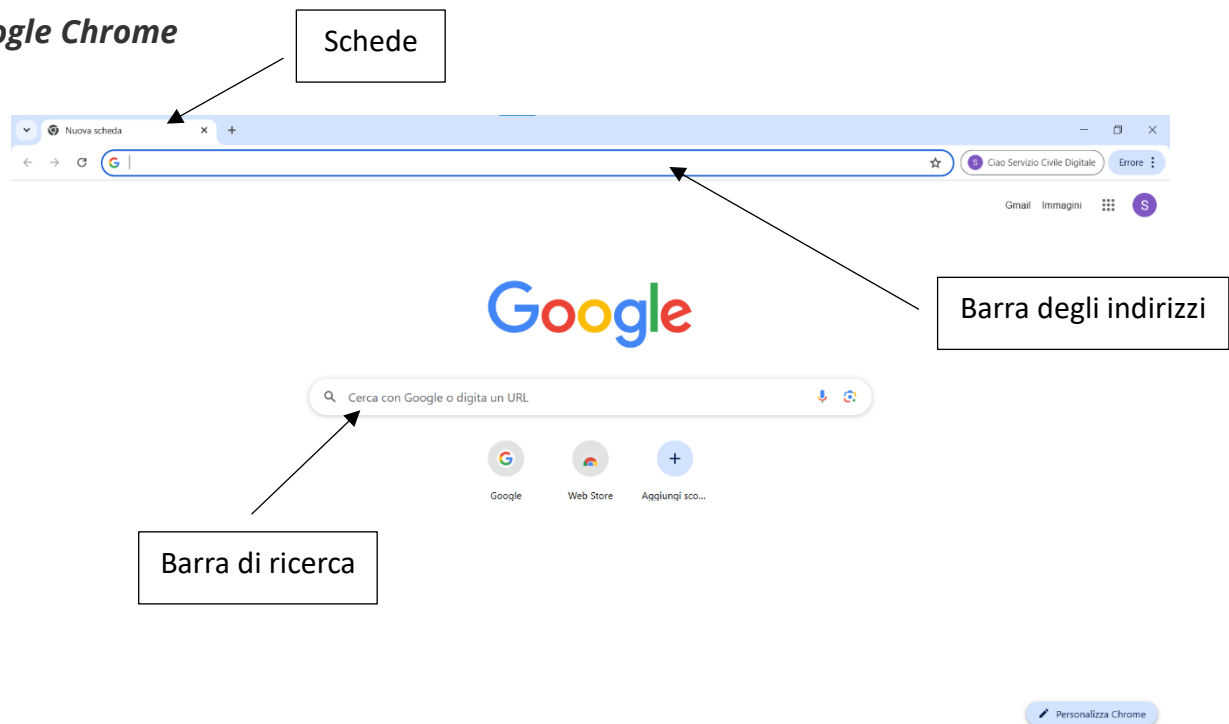 ogle Chrome
Schede
Nuova scheda
Ciao Servizio Civile Digitale
Errore
Gmail Immagini
S
Google
Barra degli indirizzi
Cerca con Google o digita un URL
Google Web Store Aggiungi sco...
Barra di ricerca
Personalizza Chrome